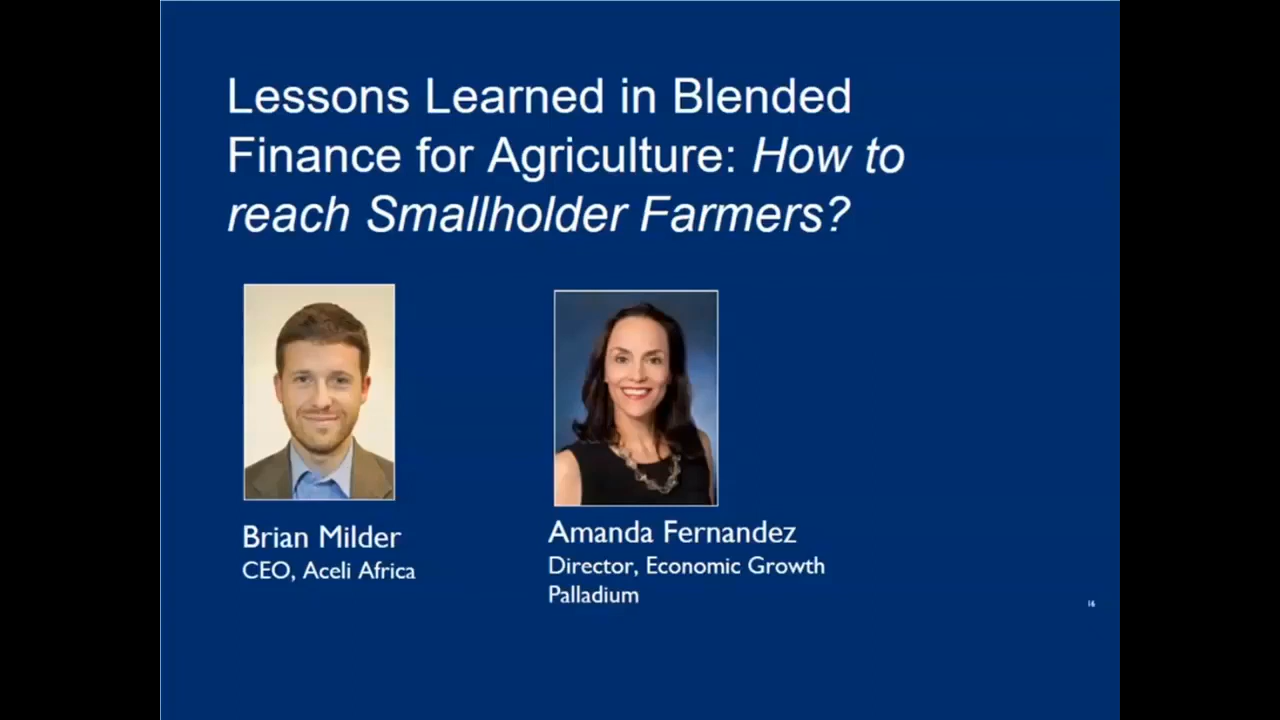 Lessons Learned in Blended
Finance for Agriculture: How to
reach Smallholder Farmers?
Brian Milder
CEO, Aceli Africa
Amanda Fernandez
Director, Economic Growth
Palladium
16